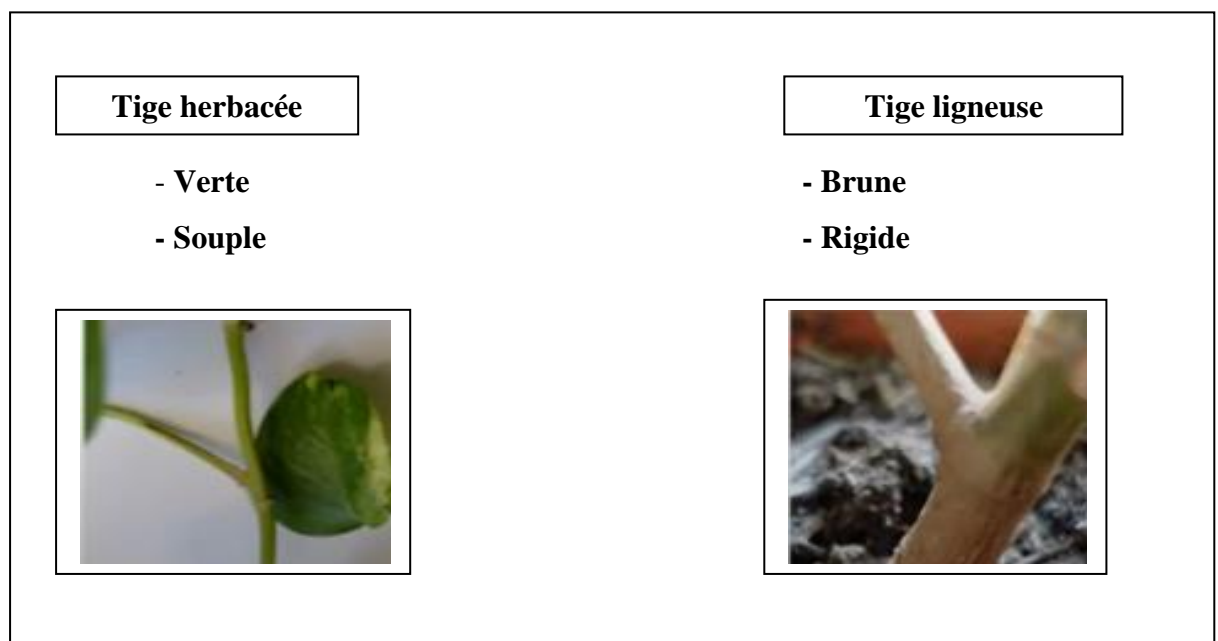 Tige herbacée
- Verte
- Souple
Tige ligneuse
- Brune
- Rigide